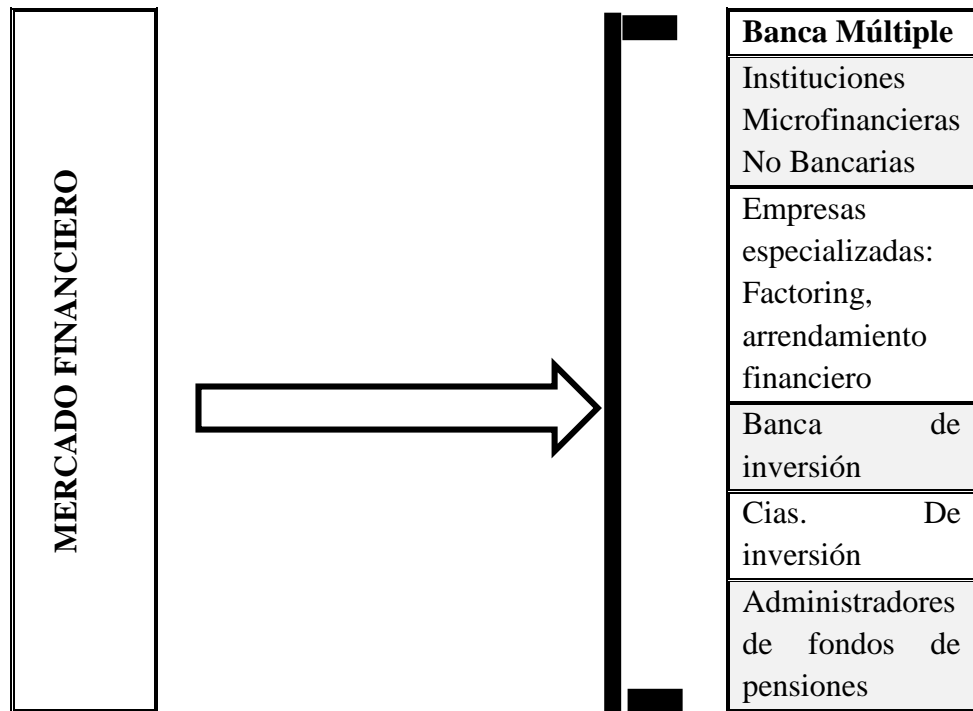 MERCADO FINANCIERO
Banca Múltiple
Instituciones
Microfinancieras
No Bancarias
Empresas
especializadas:
Factoring,
arrendamiento
financiero
Banca de
inversión
Cias. De
inversión
Administradores
de fondos de
pensiones